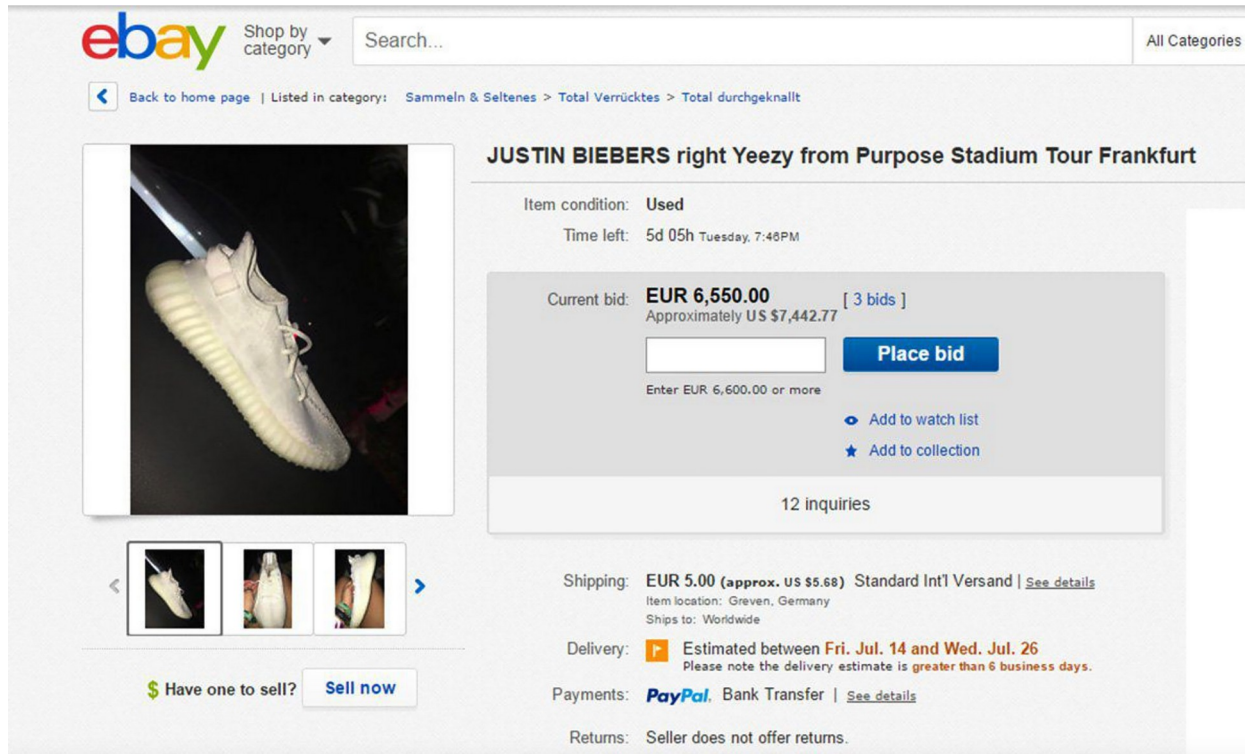 ebay
Shop by
category
Search...
All Categories
Back to home page | Listed in category: Sammeln & Seltenes > Total Verrücktes > Total durchgeknallt
JUSTIN BIEBERS right Yeezy from Purpose Stadium Tour Frankfurt
Item condition: Used
Time left: 5d 05h Tuesday, 7:46PM
Current bid: EUR 6,550.00 [ 3 bids ]
Approximately US $7,442.77
Place bid
Enter EUR 6,600.00 or more
Add to watch list
Add to collection
12 inquiries
Shipping: EUR 5.00 (approx. US $5.68) Standard Int'l Versand | See details
Item location: Greven, Germany
Ships to: Worldwide
Delivery: Estimated between Fri. Jul. 14 and Wed. Jul. 26
Please note the delivery estimate is greater than 6 business days.
$ Have one to sell? Sell now
Payments: PayPal, Bank Transfer | See details
Returns: Seller does not offer returns.